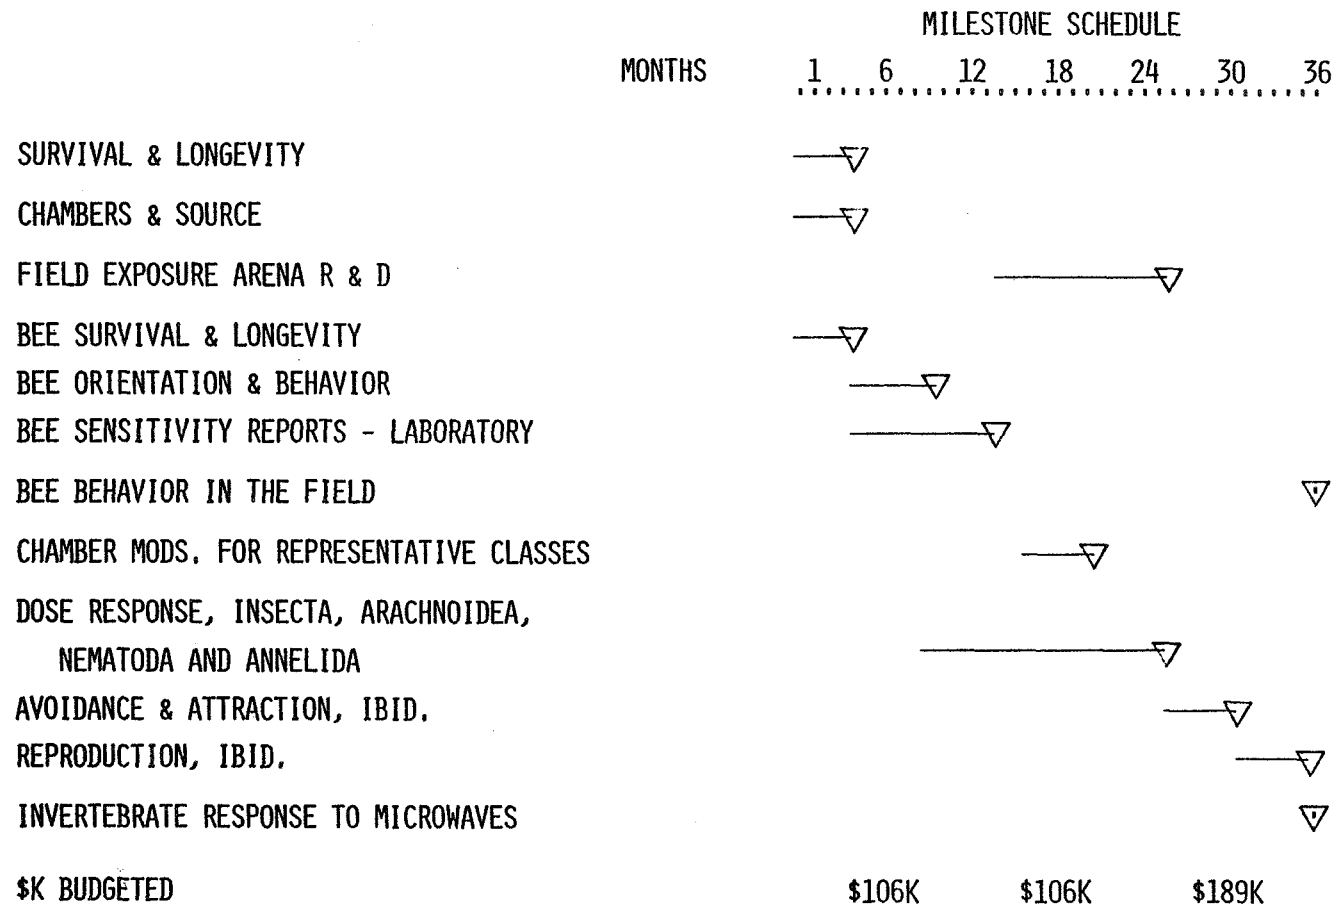 MILESTONE SCHEDULE
MONTHS 1 6 12 18 24 30 36
SURVIVAL & LONGEVITY
CHAMBERS & SOURCE
FIELD EXPOSURE ARENA R & D
BEE SURVIVAL & LONGEVITY
BEE ORIENTATION & BEHAVIOR
BEE SENSITIVITY REPORTS - LABORATORY
BEE BEHAVIOR IN THE FIELD
CHAMBER MODS. FOR REPRESENTATIVE CLASSES
DOSE RESPONSE, INSECTA, ARACHNOIDEA,
NEMATODA AND ANNELIDA
AVOIDANCE & ATTRACTION, IBID.
REPRODUCTION, IBID.
INVERTEBRATE RESPONSE TO MICROWAVES
$K BUDGETED $106K $106K $189K